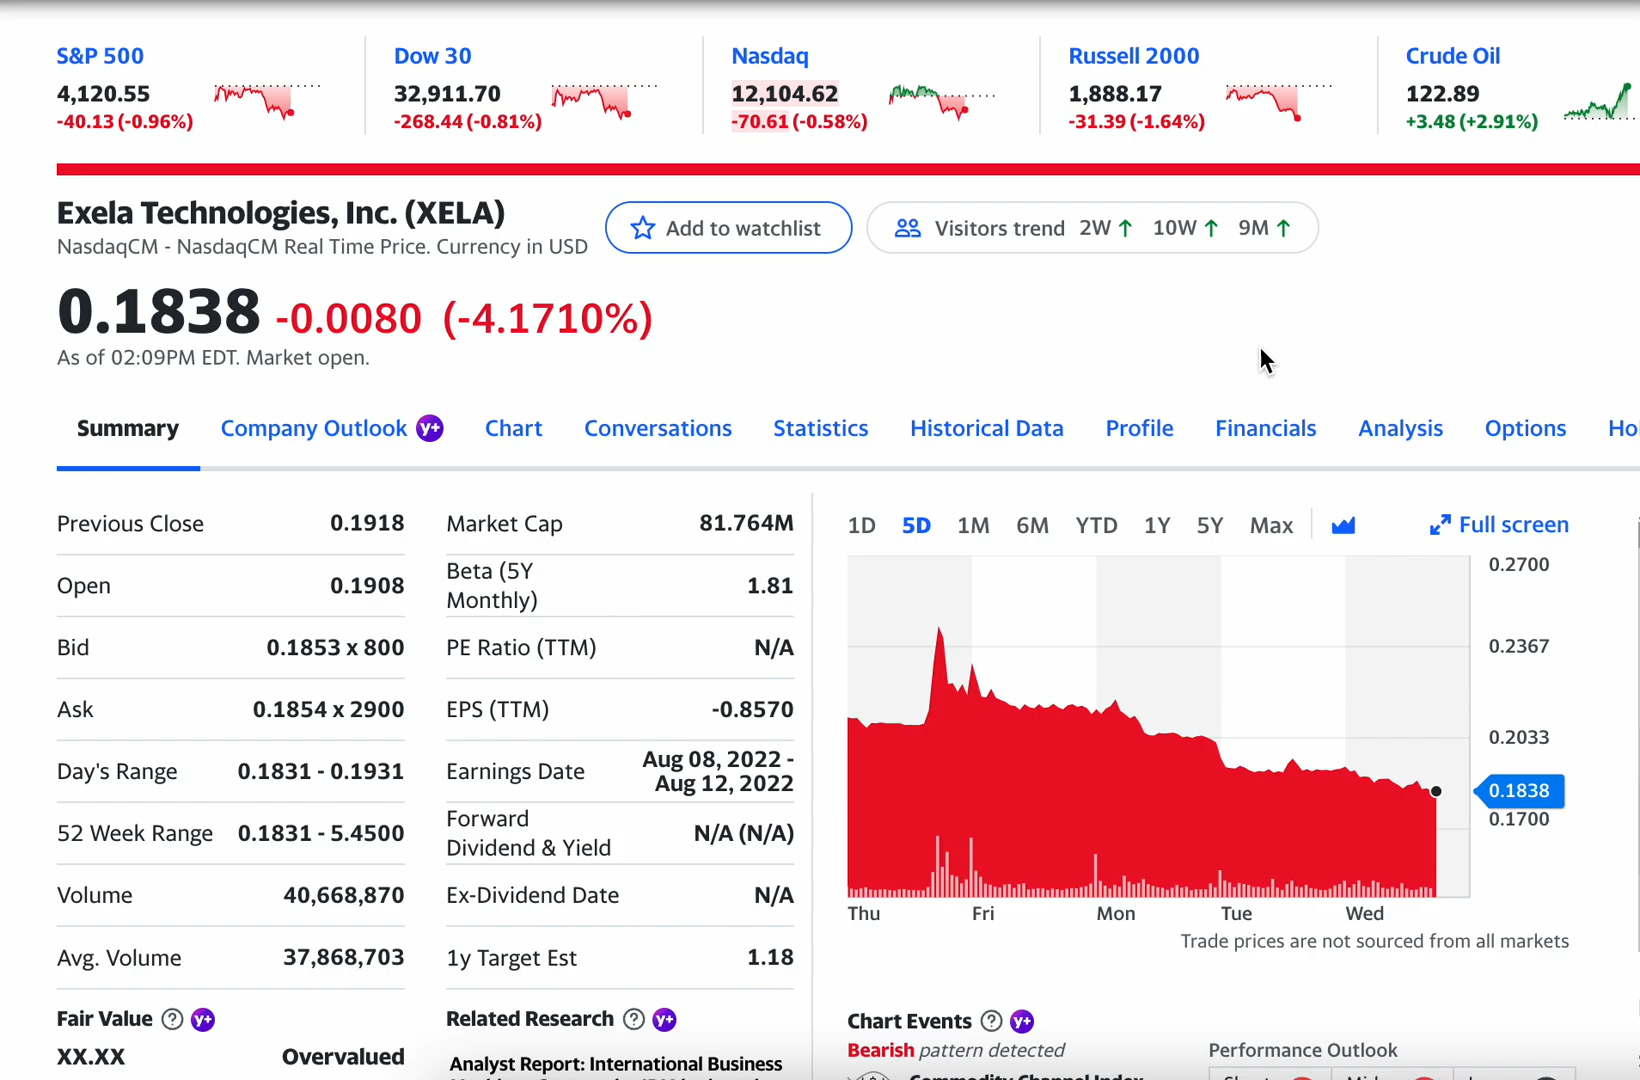 S&P 500 Dow 30 Nasdaq Russell 2000 Crude Oil
4,120.55 32,911.70 12,104.62 1,888.17 122.89
-40.13 (-0.96%) -268.44 (-0.81%) -70.61 (-0.58%) -31.39 (-1.64%) +3.48 (+2.91%)
Exela Technologies, Inc. (XELA)
NasdaqCM - NasdaqCM Real Time Price. Currency in USD
Add to watchlist
Visitors trend 2W 10W 9M
0.1838 -0.0080 (-4.1710%)
As of 02:09PM EDT. Market open.
Summary Company Outlook y+ Chart Conversations Statistics Historical Data Profile Financials Analysis Options Ho
Previous Close 0.1918
Open 0.1908
Bid 0.1853 x 800
Ask 0.1854 x 2900
Day's Range 0.1831 - 0.1931
52 Week Range 0.1831 - 5.4500
Volume 40,668,870
Avg. Volume 37,868,703
Fair Value ? y+
XX.XX Overvalued
Market Cap 81.764M
Beta (5Y
Monthly) 1.81
PE Ratio (TTM) N/A
EPS (TTM) -0.8570
Earnings Date Aug 08, 2022 -
Aug 12, 2022
Forward
Dividend & Yield N/A (N/A)
Ex-Dividend Date N/A
1y Target Est 1.18
Related Research ? y+
Analyst Report: International Business
1D 5D 1M 6M YTD 1Y 5Y Max Full screen
0.2700
0.2367
0.2033
0.1838
0.1700
Thu Fri Mon Tue Wed
Trade prices are not sourced from all markets
Chart Events ? y+
Bearish pattern detected
Performance Outlook
Commodity Channel Index